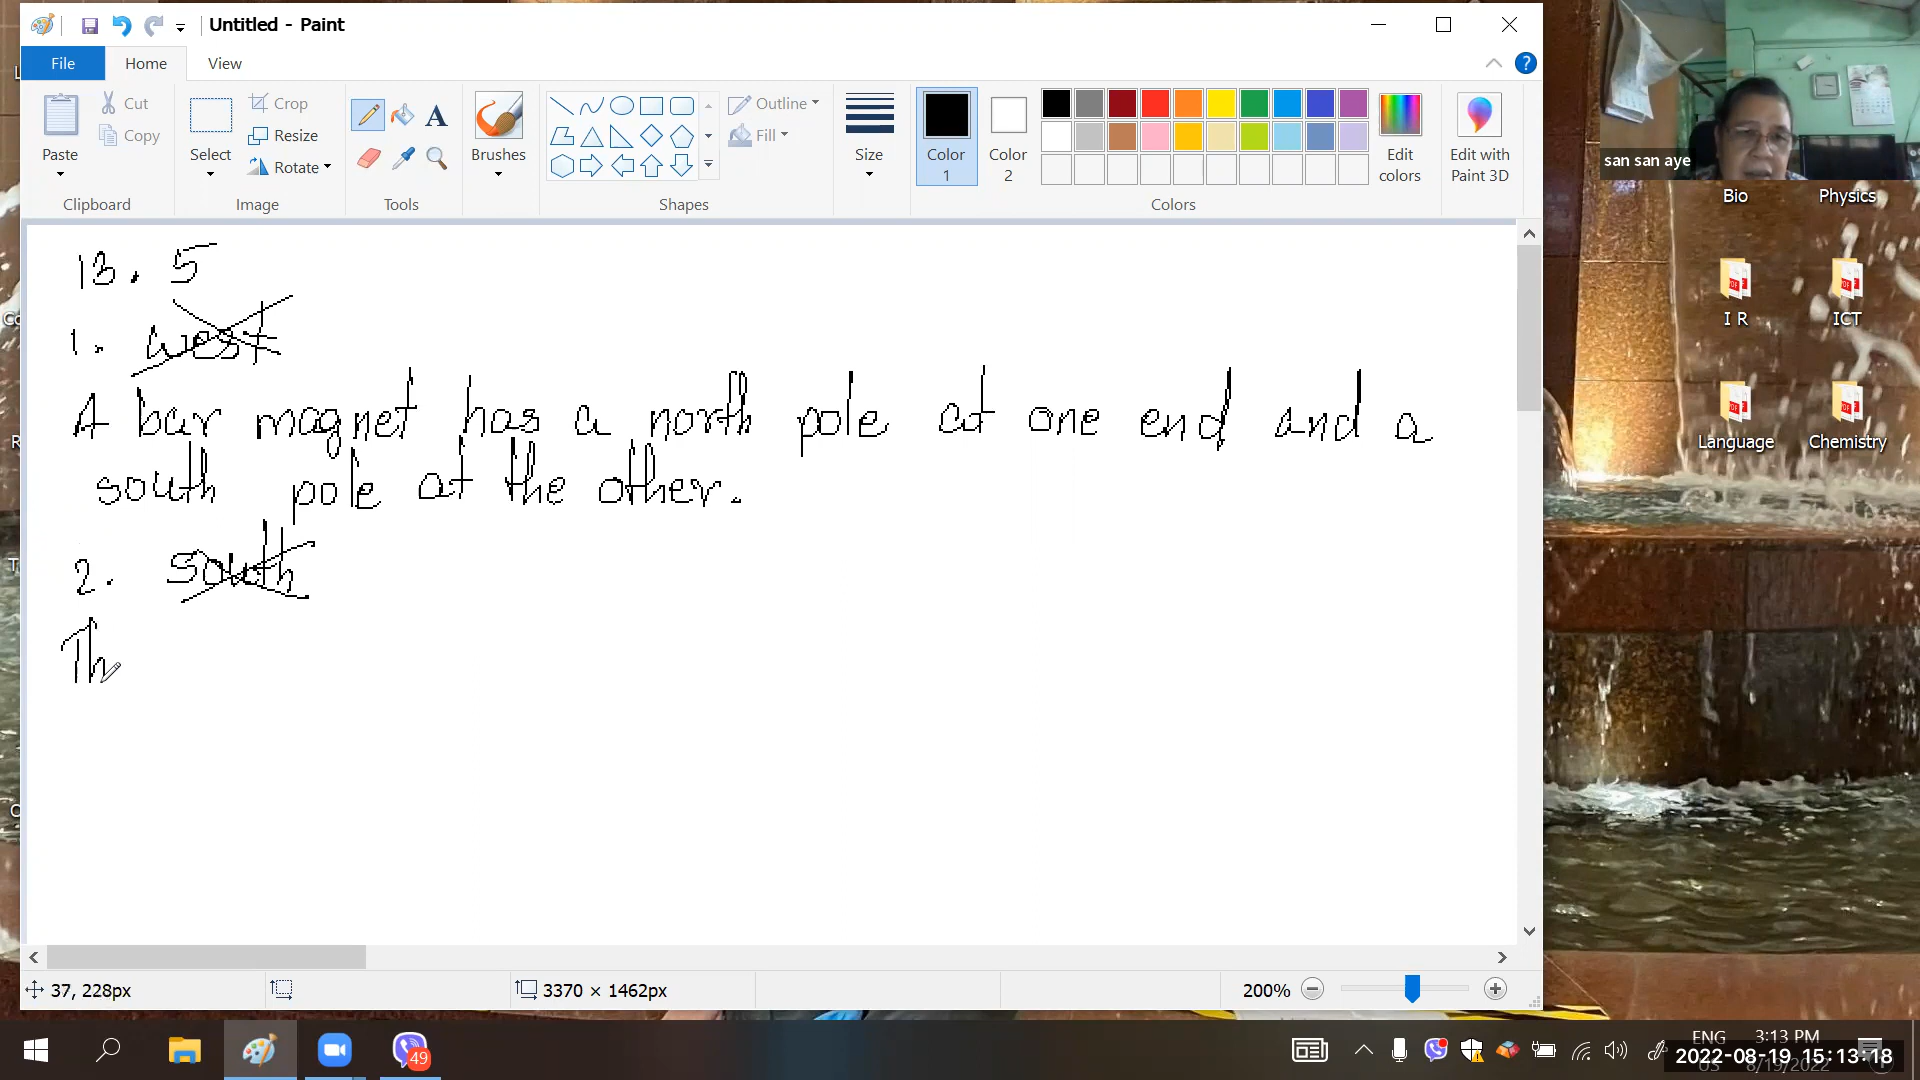 Untitled - Paint
File Home View
Cut
Copy
Paste
Clipboard
Select
Crop
Resize
Rotate
Image
Tools
Brushes
Shapes
Outline
Fill
Size
Color 1
Color 2
Edit colors
Edit with Paint 3D
Colors
13. 5
1. west
A bar magnet has a north pole at one end and a
south pole at the other.
2. south
Th
37, 228px
3370 × 1462px
200%
san san aye
Bio
Physics
I R
ICT
Language
Chemistry
49
ENG
3:13 PM
2022-08-19 15:13:18
8/19/2022